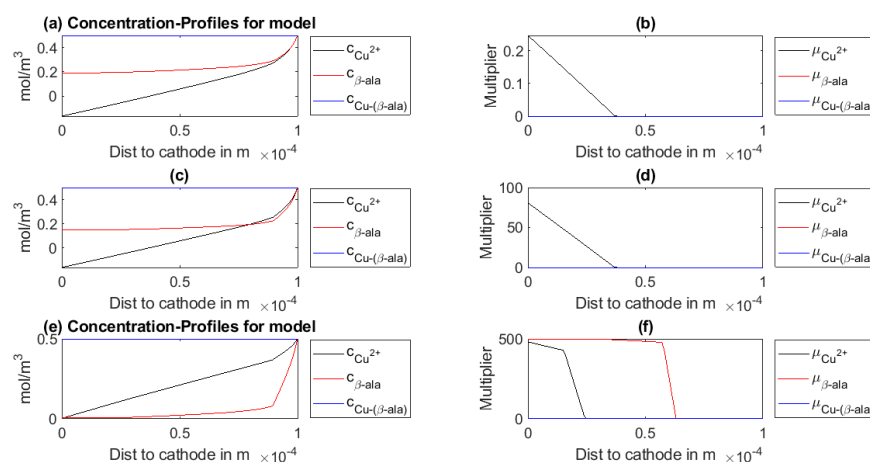 (a) Concentration-Profiles for model
mol/m³
0.4
0.2
0
0
0.5
1
Dist to cathode in m ×10⁻⁴
c_Cu²⁺
c_β-ala
c_Cu-(β-ala)
(b)
Multiplier
0.2
0.1
0
0
0.5
1
Dist to cathode in m ×10⁻⁴
μ_Cu²⁺
μ_β-ala
μ_Cu-(β-ala)
(c)
mol/m³
0.4
0.2
0
0
0.5
1
Dist to cathode in m ×10⁻⁴
c_Cu²⁺
c_β-ala
c_Cu-(β-ala)
(d)
Multiplier
100
50
0
0
0.5
1
Dist to cathode in m ×10⁻⁴
μ_Cu²⁺
μ_β-ala
μ_Cu-(β-ala)
(e) Concentration-Profiles for model
mol/m³
0.5
0
0
0.5
1
Dist to cathode in m ×10⁻⁴
c_Cu²⁺
c_β-ala
c_Cu-(β-ala)
(f)
Multiplier
500
0
0
0.5
1
Dist to cathode in m ×10⁻⁴
μ_Cu²⁺
μ_β-ala
μ_Cu-(β-ala)